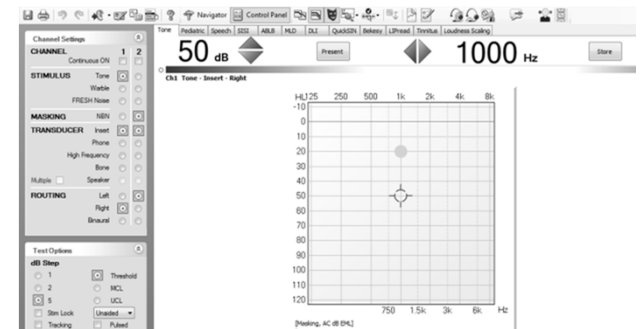 Navigator Control Panel
Tone Pediatric Speech SISI ABLB MLD DLI QuickSIN Bekesy LIPread Tinnitus Loudness Scaling
50 dB Present 1000 Hz Store
Ch1 Tone - Insert - Right
Channel Settings
CHANNEL 1 2
Continuous ON
STIMULUS Tone
Warble
FRESH Noise
MASKING NBN
TRANSDUCER Insert
Phone
High Frequency
Bone
Multiple Speaker
ROUTING Left
Right
Binaural
Test Options
dB Step
1 Threshold
2 MCL
5 UCL
Stim Lock Unaided
Tracking Pulsed
HL 125 250 500 1k 2k 4k 8k
-10
0
10
20
30
40
50
60
70
80
90
100
110
120
750 1.5k 3k 6k Hz
[Masking, AC dB EML]